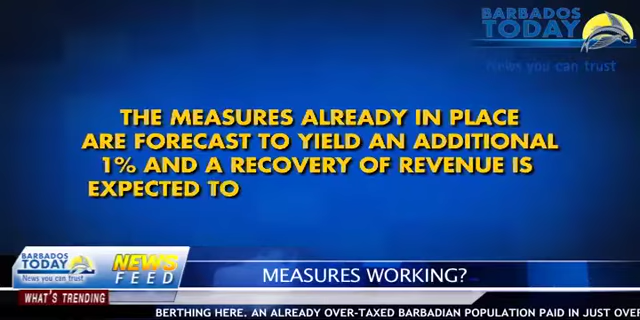 BARBADOS
TODAY
News you can trust
THE MEASURES ALREADY IN PLACE
ARE FORECAST TO YIELD AN ADDITIONAL
1% AND A RECOVERY OF REVENUE IS
EXPECTED TO
BARBADOS
TODAY
News you can trust
NEWS
FEED
MEASURES WORKING?
WHAT'S TRENDING
BERTHING HERE. AN ALREADY OVER-TAXED BARBADIAN POPULATION PAID IN JUST OVER